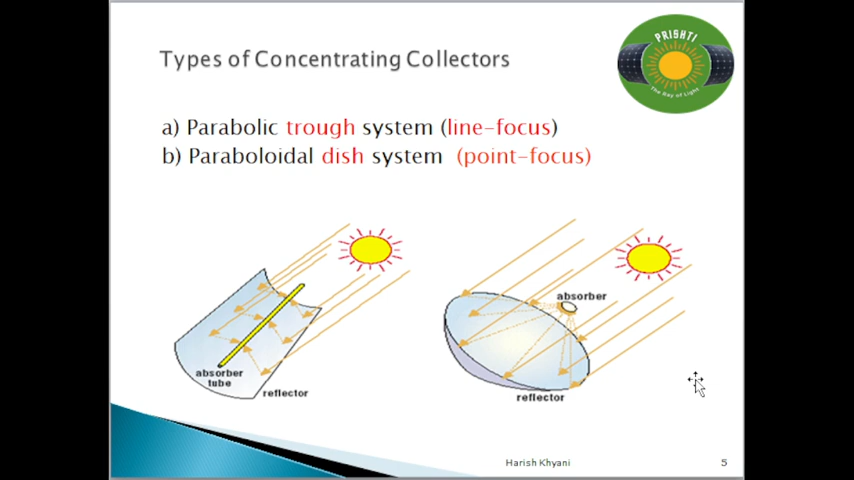 Types of Concentrating Collectors
PRISHTI
The Ray of Light
a) Parabolic trough system (line-focus)
b) Paraboloidal dish system (point-focus)
absorber
tube
reflector
absorber
reflector
Harish Khyani
5